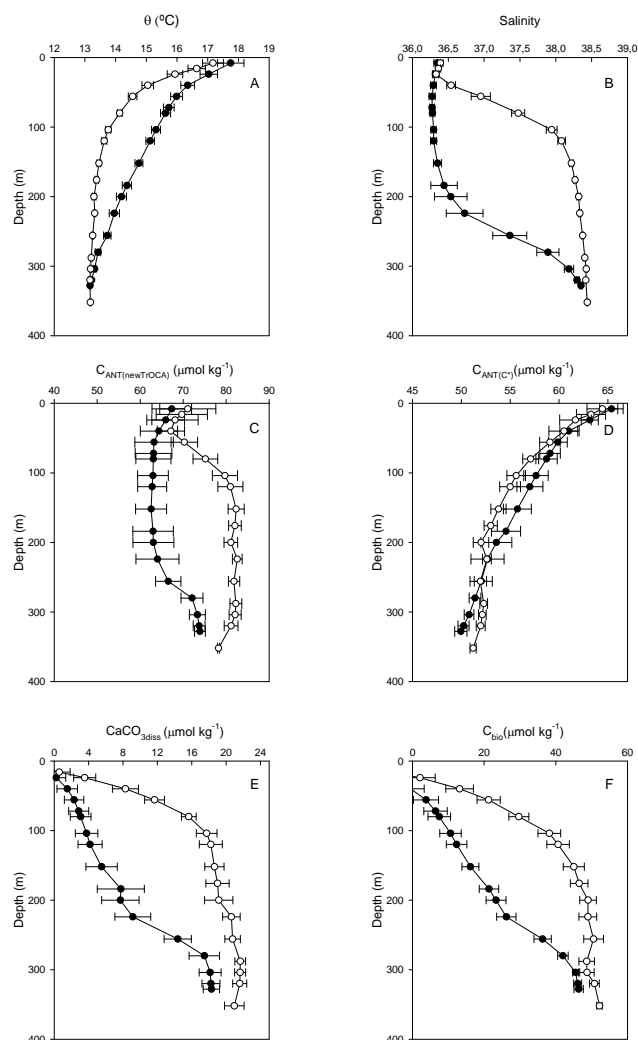 θ (ºC)
12 13 14 15 16 17 18 19
0
100
200
300
400
Depth (m)
A
Salinity
36,0 36,5 37,0 37,5 38,0 38,5 39,0
0
100
200
300
400
Depth (m)
B
C ANT(newTrOCA) (μmol kg-1)
40 50 60 70 80 90
0
100
200
300
400
Depth (m)
C
C ANT(C*) (μmol kg-1)
45 50 55 60 65
0
100
200
300
400
Depth (m)
D
CaCO3diss (μmol kg-1)
0 4 8 12 16 20 24
0
100
200
300
400
Depth (m)
E
Cbio(μmol kg-1)
0 20 40 60
0
100
200
300
400
Depth (m)
F